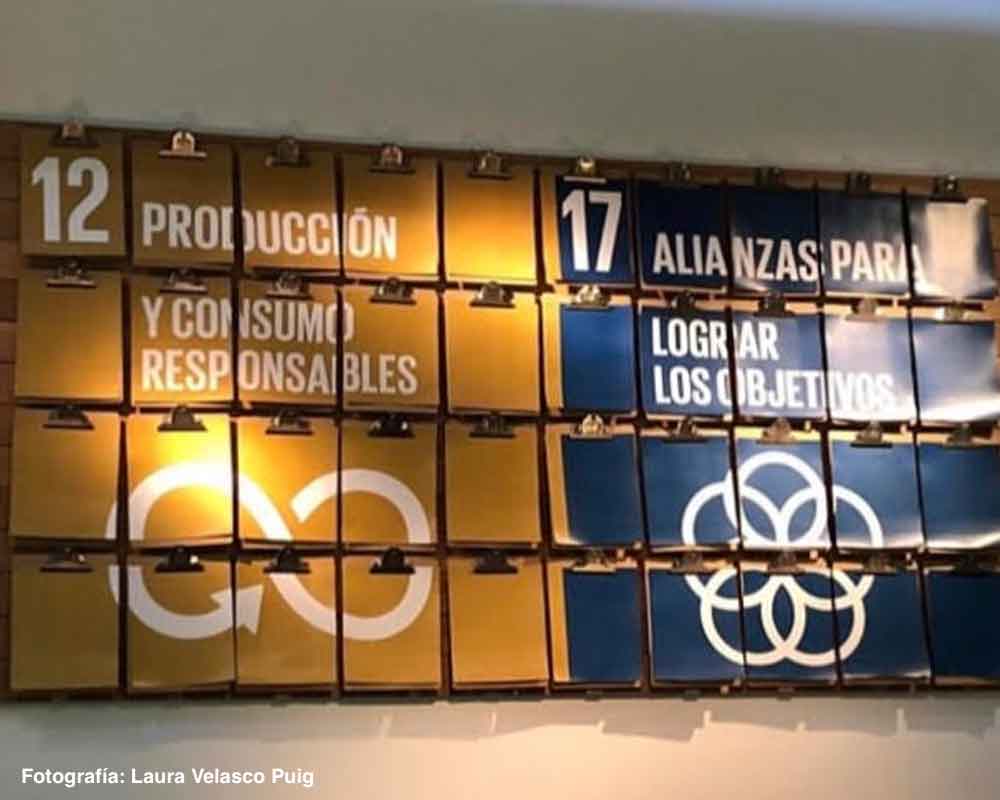 12
PRODUCCIÓN
Y CONSUMO
RESPONSABLES
17
ALIANZAS PARA
LOGRAR
LOS OBJETIVOS
Fotografía: Laura Velasco Puig